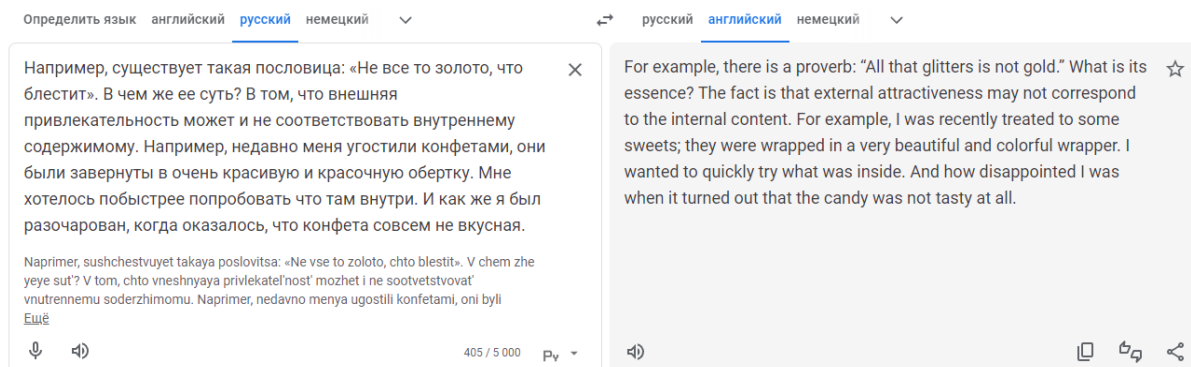 Определить язык английский русский немецкий
русский английский немецкий
Например, существует такая пословица: «Не все то золото, что
блестит». В чем же ее суть? В том, что внешняя
привлекательность может и не соответствовать внутреннему
содержимому. Например, недавно меня угостили конфетами, они
были завернуты в очень красивую и красочную обертку. Мне
хотелось побыстрее попробовать что там внутри. И как же я был
разочарован, когда оказалось, что конфета совсем не вкусная.
Naprimer, sushchestvuyet takaya poslovitsa: «Ne vse to zoloto, chto blestit». V chem zhe
yeye sut'? V tom, chto vneshnyaya privlekatel'nost' mozhet i ne sootvetstvovat'
vnutrennemu soderzhimomu. Naprimer, nedavno menya ugostili konfetami, oni byli
Ещё
405 / 5 000
Ру
For example, there is a proverb: “All that glitters is not gold.” What is its
essence? The fact is that external attractiveness may not correspond
to the internal content. For example, I was recently treated to some
sweets; they were wrapped in a very beautiful and colorful wrapper. I
wanted to quickly try what was inside. And how disappointed I was
when it turned out that the candy was not tasty at all.